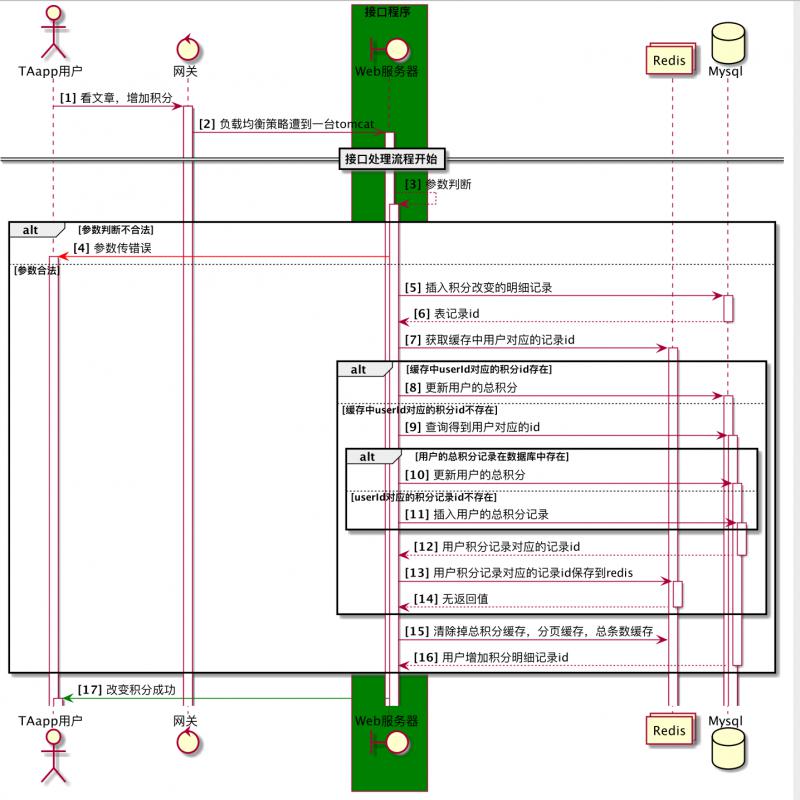 接口程序
TAapp用户
网关
Web服务器
Redis
Mysql
[1] 看文章，增加积分
[2] 负载均衡策略遭到一台tomcat
接口处理流程开始
[3] 参数判断
alt [参数判断不合法]
[4] 参数传错误
[参数合法]
[5] 插入积分改变的明细记录
[6] 表记录id
[7] 获取缓存中用户对应的记录id
alt [缓存中userId对应的积分id存在]
[8] 更新用户的总积分
[缓存中userId对应的积分id不存在]
[9] 查询得到用户对应的id
alt [用户的总积分记录在数据库中存在]
[10] 更新用户的总积分
[userId对应的积分记录id不存在]
[11] 插入用户的总积分记录
[12] 用户积分记录对应的记录id
[13] 用户积分记录对应的记录id保存到redis
[14] 无返回值
[15] 清除掉总积分缓存，分页缓存，总条数缓存
[16] 用户增加积分明细记录id
[17] 改变积分成功
TAapp用户
网关
Web服务器
Redis
Mysql